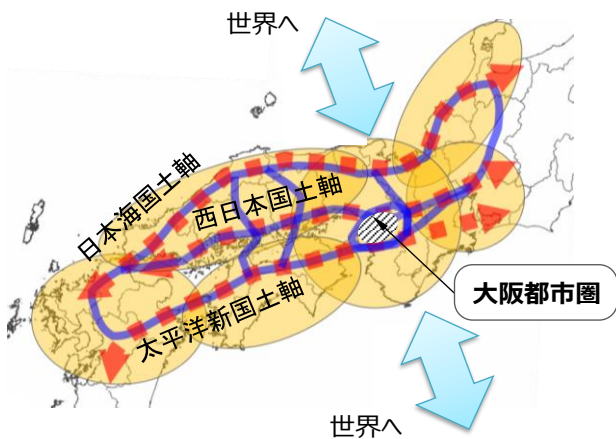 世界へ
日本海国土軸
西日本国土軸
太平洋新国土軸
大阪都市圏
世界へ